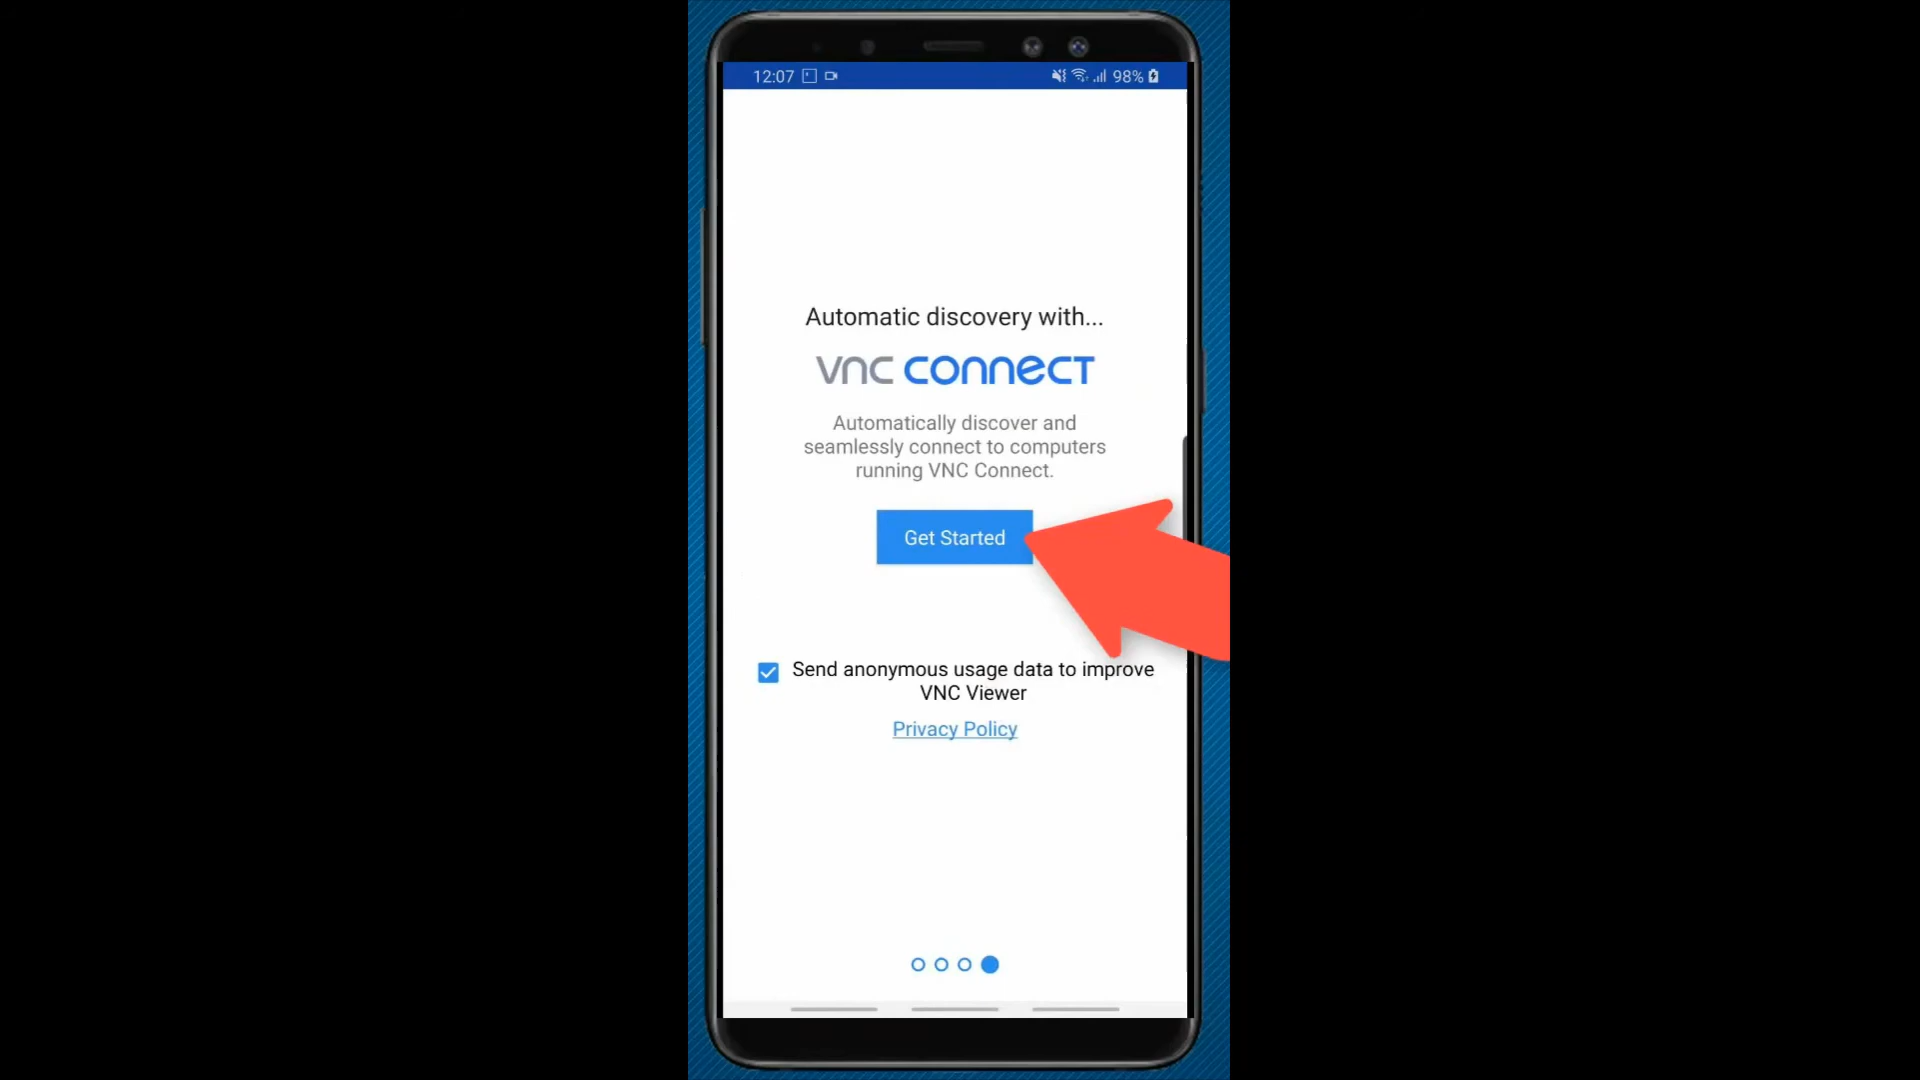 12:07 98%
Automatic discovery with...
vnc connect
Automatically discover and
seamlessly connect to computers
running VNC Connect.
Get Started
Send anonymous usage data to improve
VNC Viewer
Privacy Policy